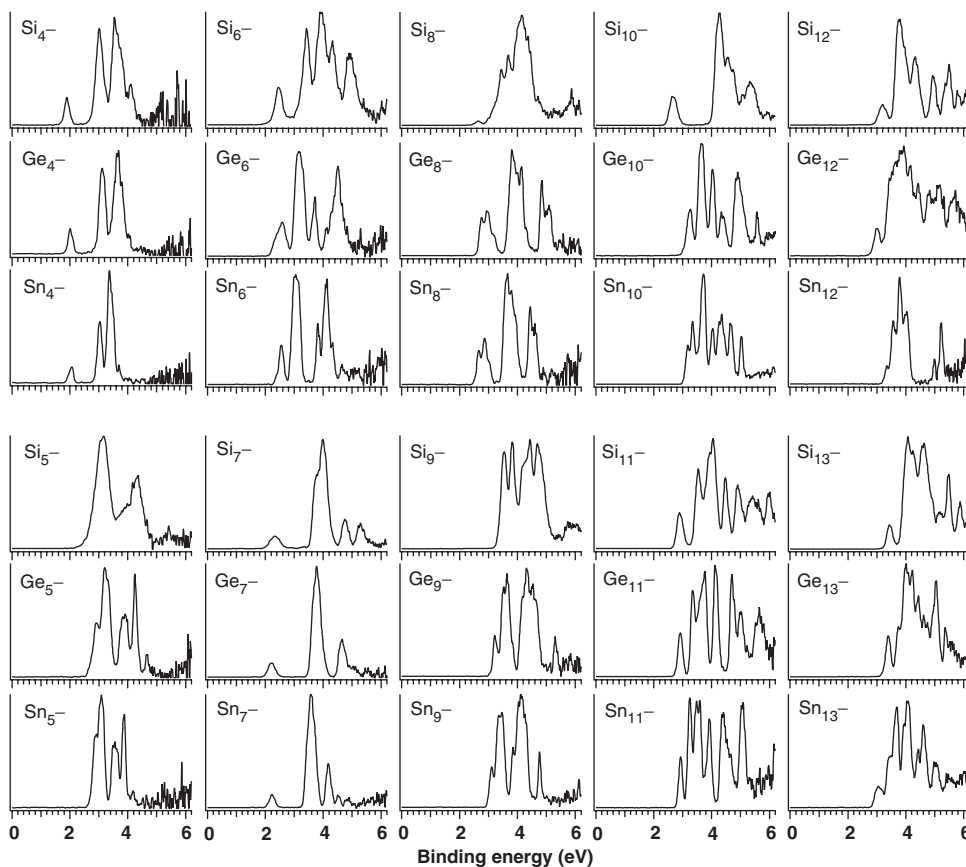 Si4– Si6– Si8– Si10– Si12–
Ge4– Ge6– Ge8– Ge10– Ge12–
Sn4– Sn6– Sn8– Sn10– Sn12–
Si5– Si7– Si9– Si11– Si13–
Ge5– Ge7– Ge9– Ge11– Ge13–
Sn5– Sn7– Sn9– Sn11– Sn13–
0 2 4 6 0 2 4 6 0 2 4 6 0 2 4 6 0 2 4 6
Binding energy (eV)